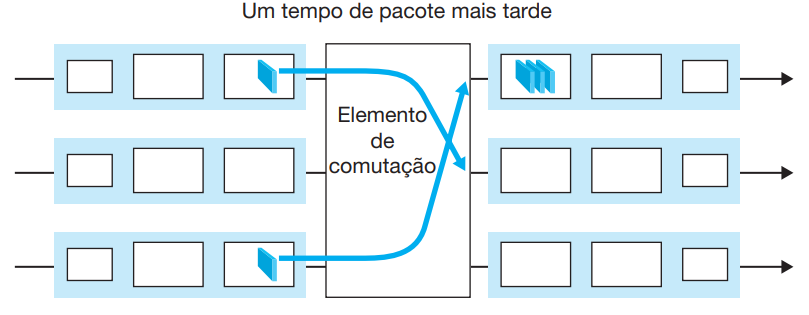 Um tempo de pacote mais tarde
Elemento
de
comutação